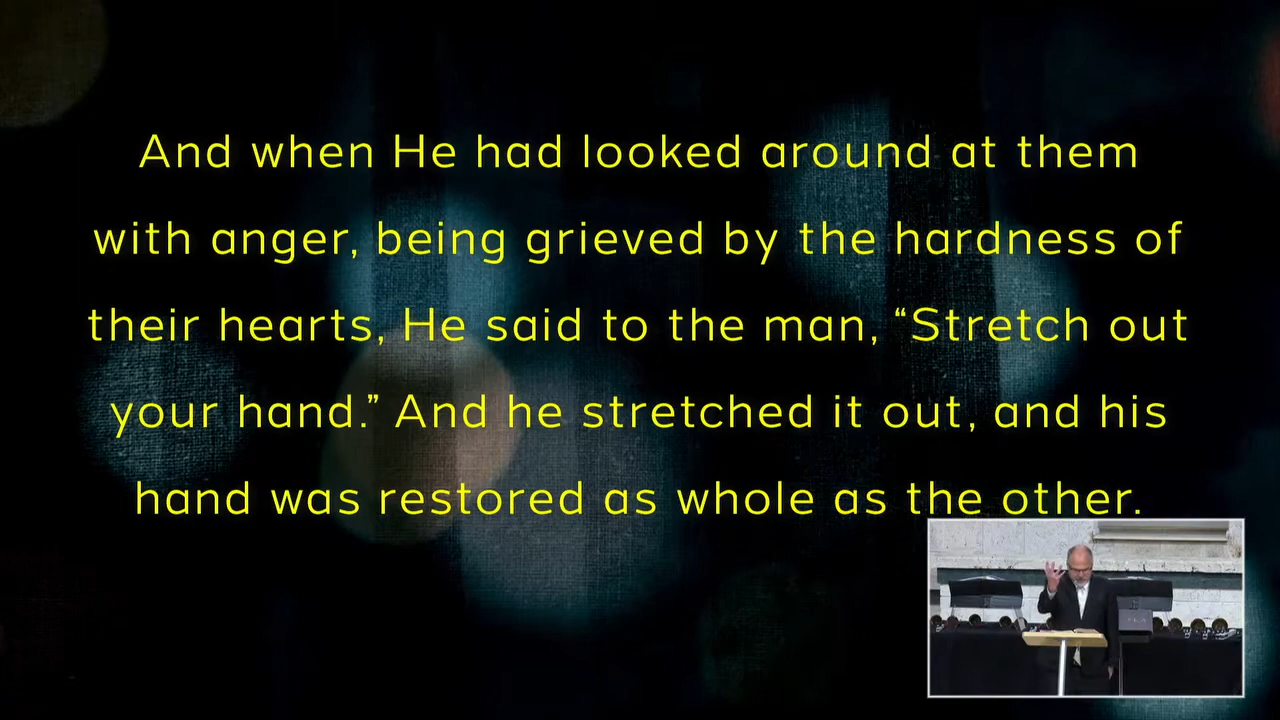 And when He had looked around at them
with anger, being grieved by the hardness of
their hearts, He said to the man, “Stretch out
your hand.” And he stretched it out, and his
hand was restored as whole as the other.